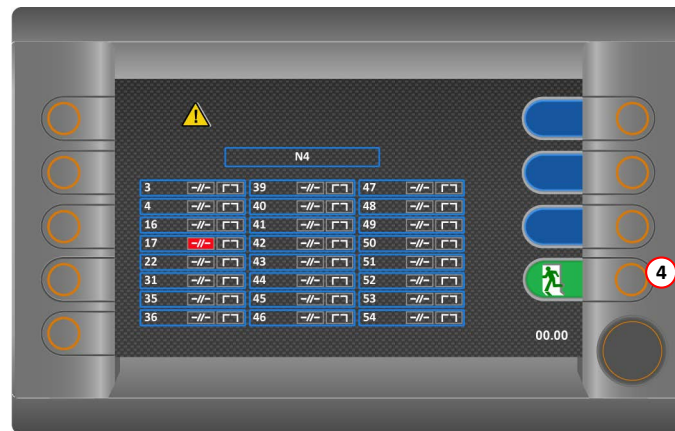 !
N4
3 -//- 39 -//- 47 -//-
4 -//- 40 -//- 48 -//-
16 -//- 41 -//- 49 -//-
17 -//- 42 -//- 50 -//-
22 -//- 43 -//- 51 -//-
31 -//- 44 -//- 52 -//-
35 -//- 45 -//- 53 -//-
36 -//- 46 -//- 54 -//-
4
00.00